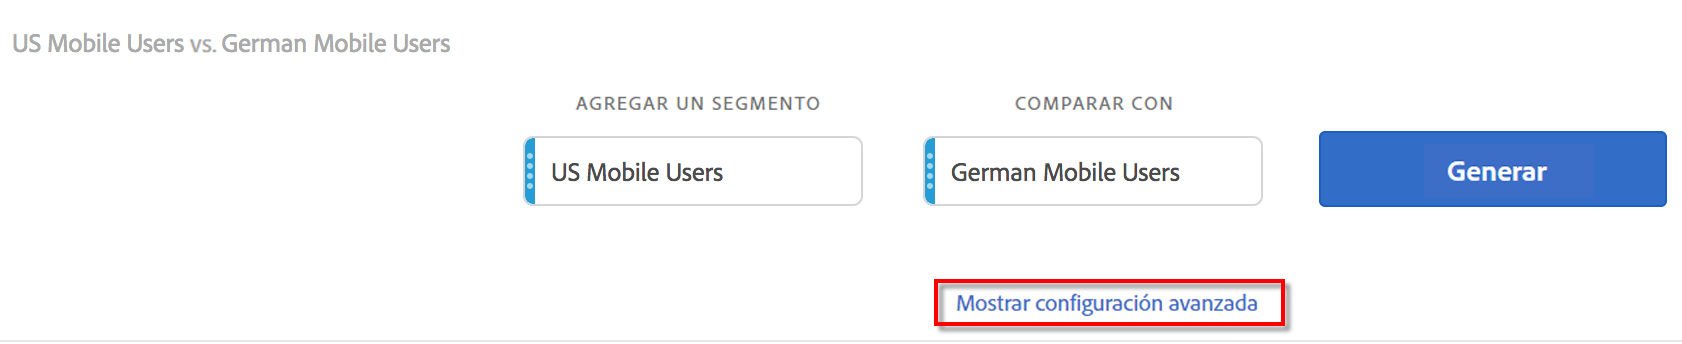 US Mobile Users vs. German Mobile Users
AGREGAR UN SEGMENTO
COMPARAR CON
US Mobile Users
German Mobile Users
Generar
Mostrar configuración avanzada